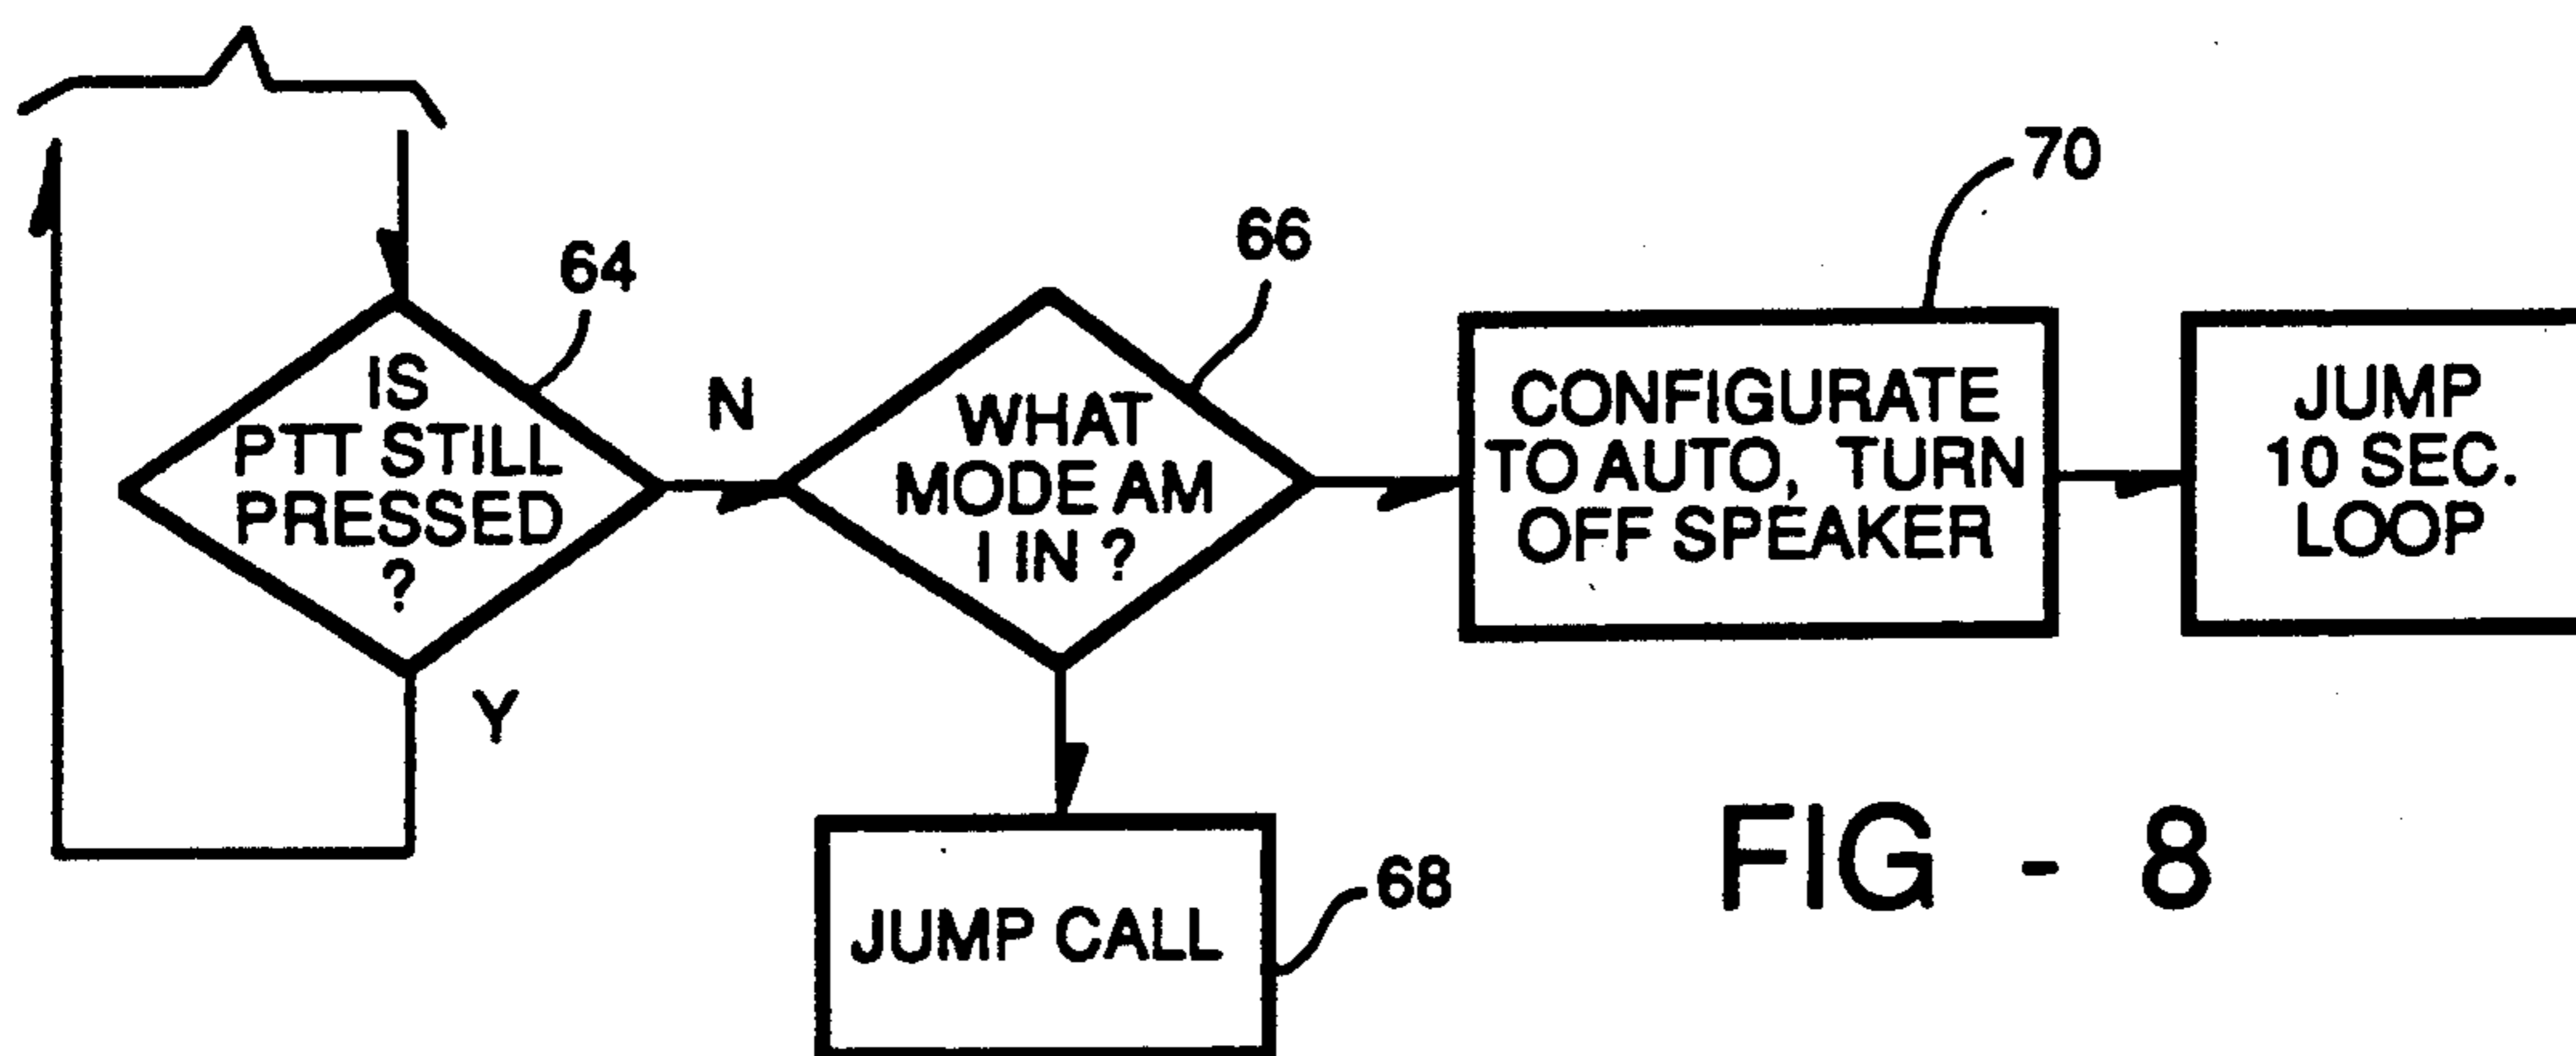 64
IS
PTT STILL
PRESSED
?
N
Y
66
WHAT
MODE AM
I IN ?
70
CONFIGURATE
TO AUTO, TURN
OFF SPEAKER
JUMP
10 SEC.
LOOP
JUMP CALL
68
FIG - 8